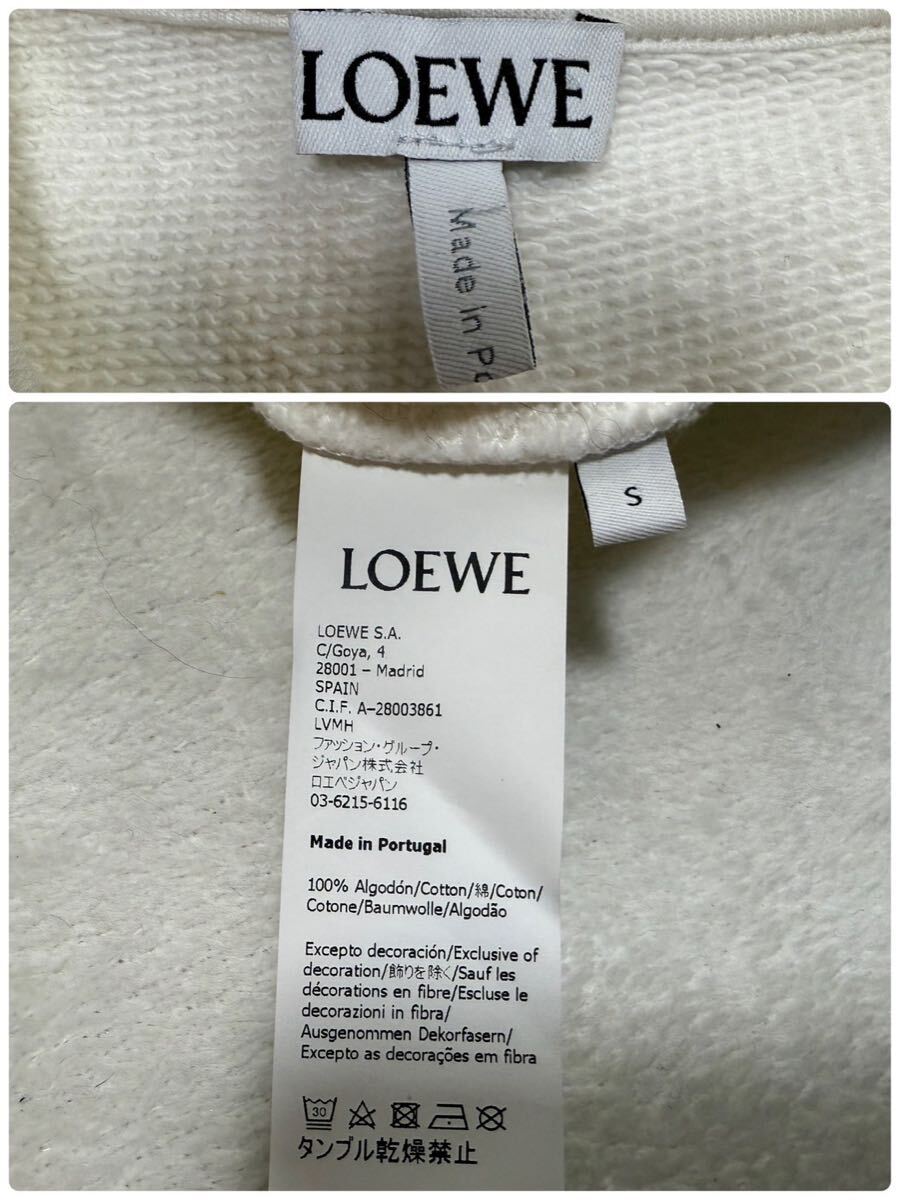 LOEWE
Made in Po
S
LOEWE
LOEWE S.A.
C/Goya, 4
28001 – Madrid
SPAIN
C.I.F. A–28003861
LVMH
ファッション・グループ・
ジャパン株式会社
ロエベジャパン
03-6215-6116
Made in Portugal
100% Algodón/Cotton/綿/Coton/
Cotone/Baumwolle/Algodão
Excepto decoración/Exclusive of
decoration/飾りを除く/Sauf les
décorations en fibre/Escluse le
decorazioni in fibra/
Ausgenommen Dekorfasern/
Excepto as decorações em fibra
30
タンブル乾燥禁止